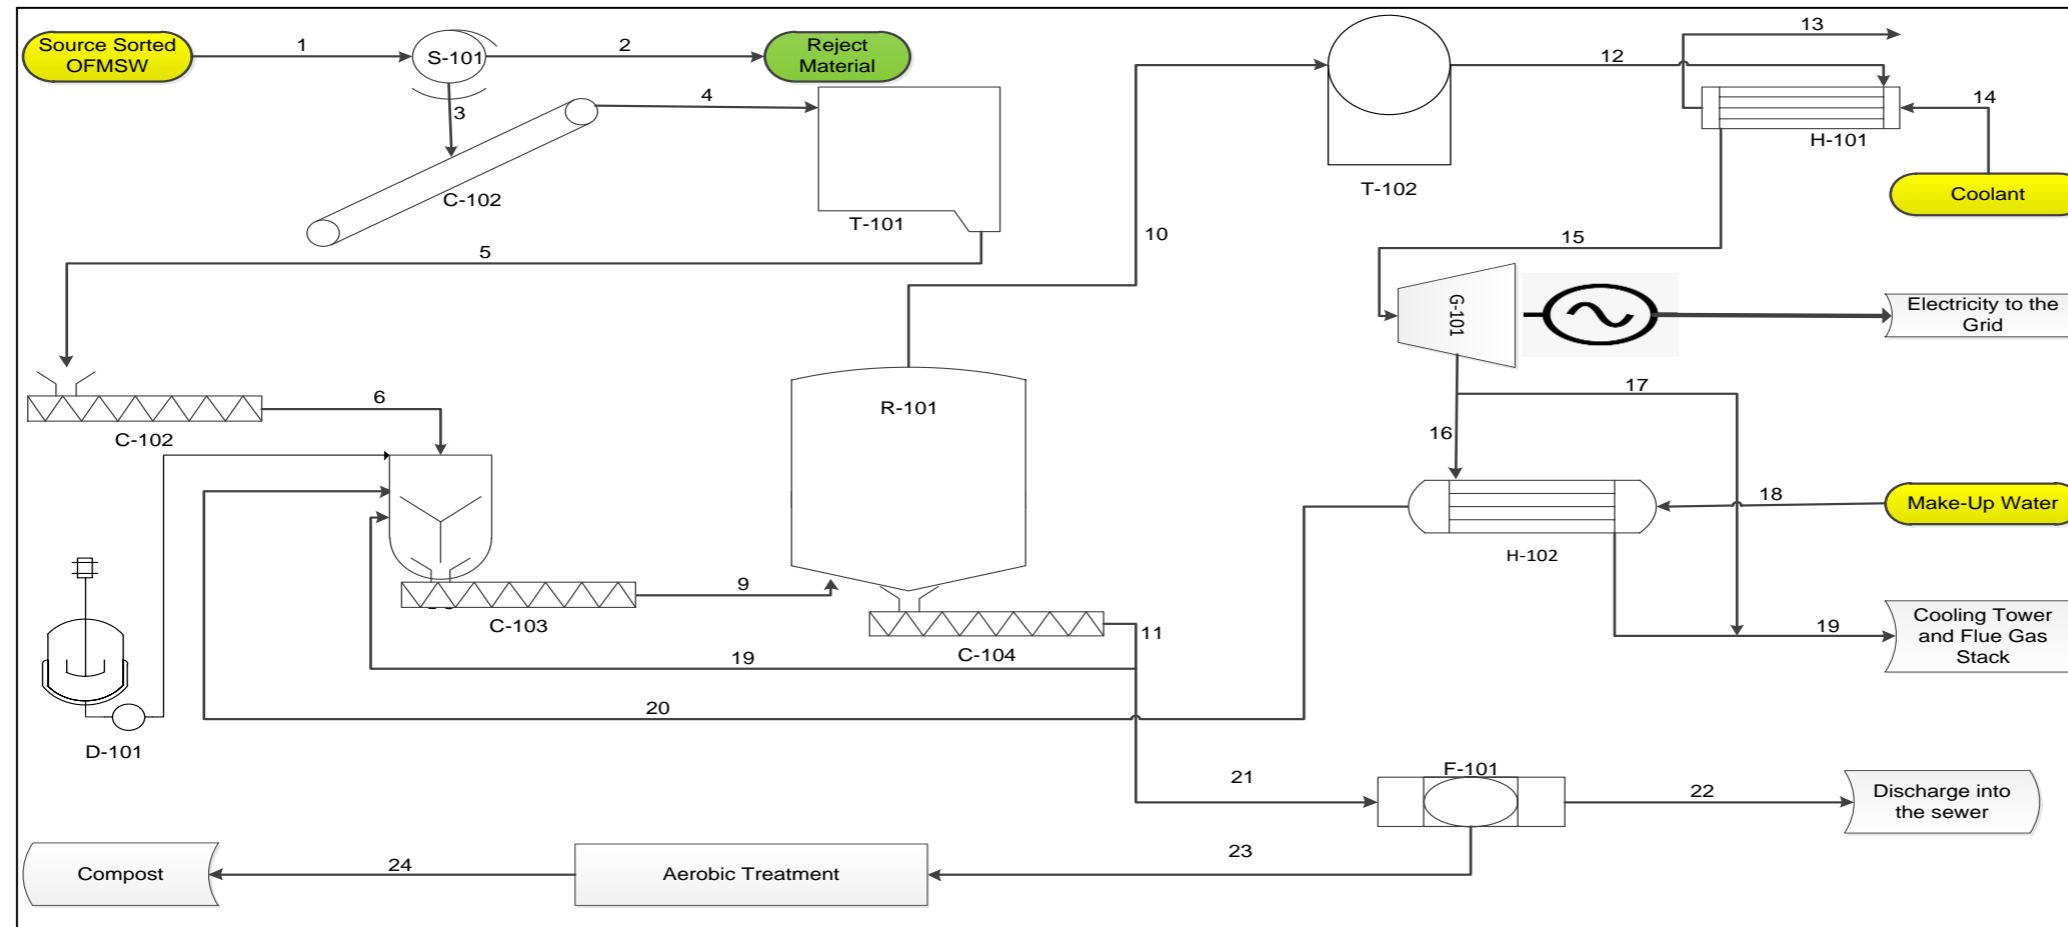 Source Sorted
OFMSW
1
S-101
2
Reject
Material
3
4
C-102
T-101
5
10
T-102
12
13
14
H-101
Coolant
15
G-101
Electricity to the
Grid
6
C-102
R-101
17
16
18
Make-Up Water
H-102
9
C-103
11
C-104
19
Cooling Tower
and Flue Gas
Stack
19
20
D-101
21
F-101
22
Discharge into
the sewer
23
Aerobic Treatment
24
Compost